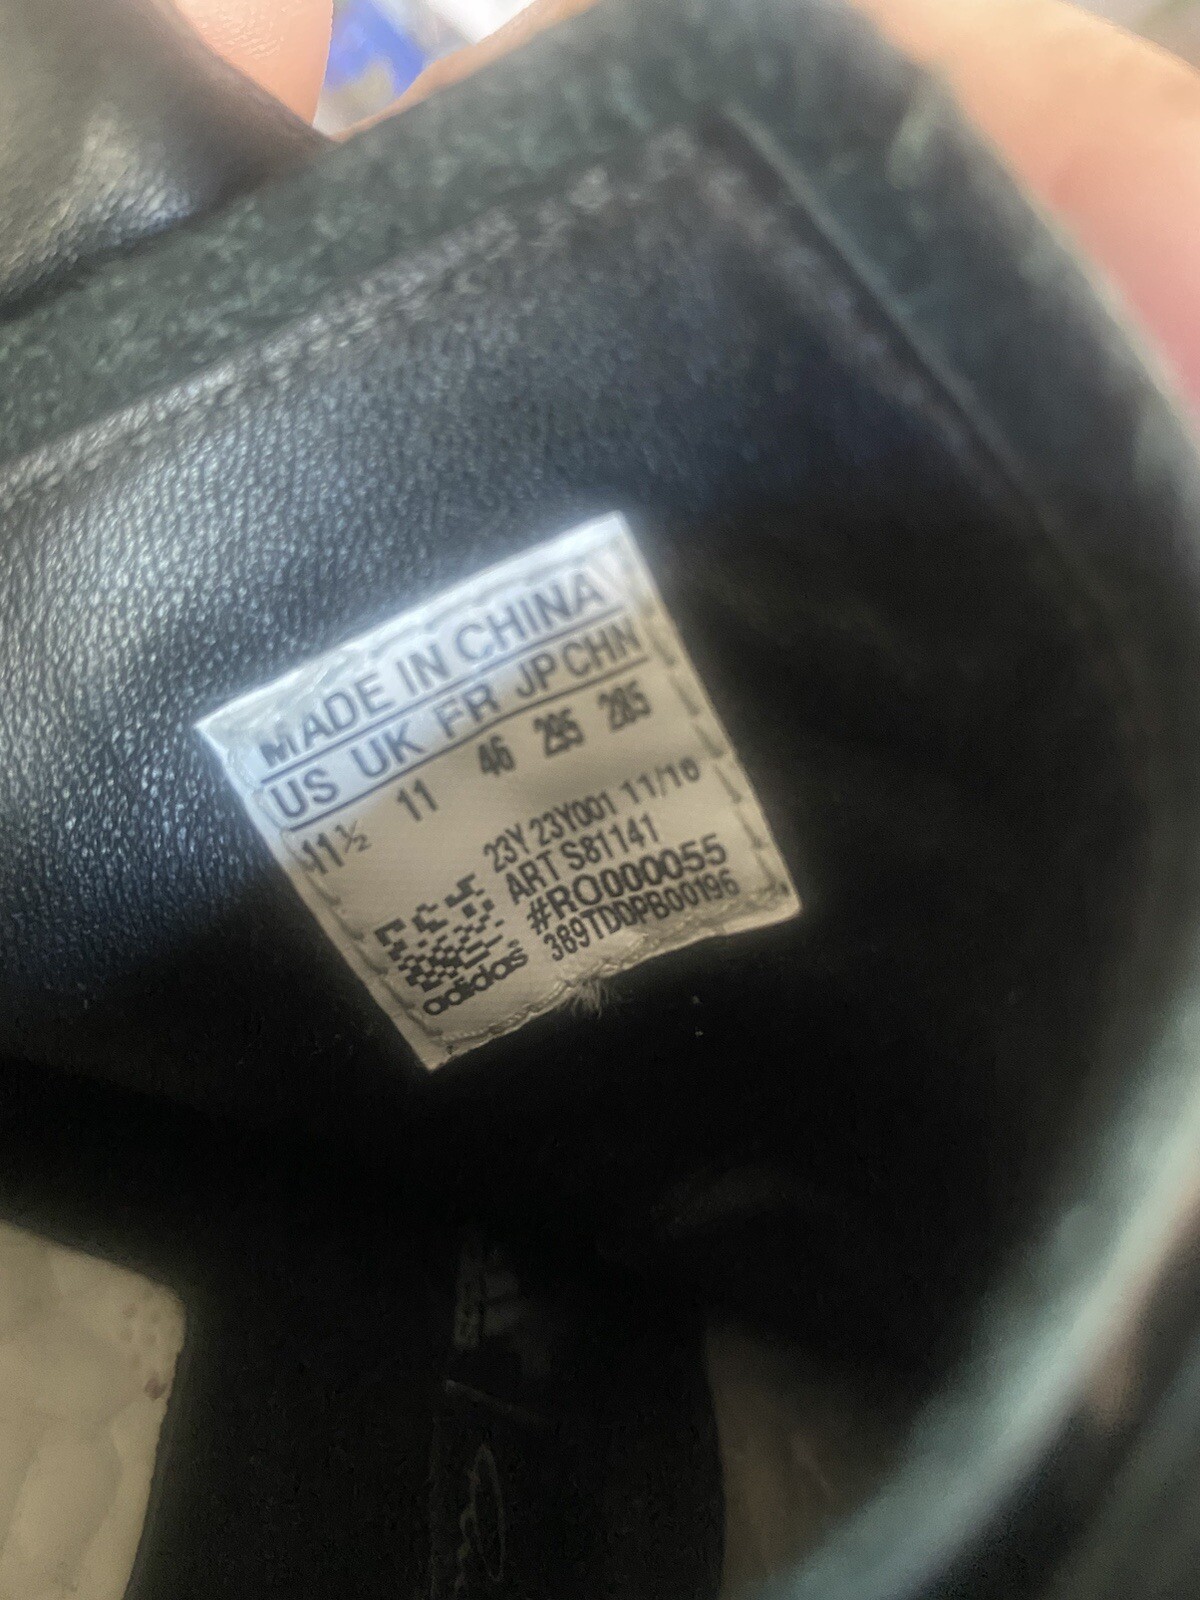 MADE IN CHINA
US UK FR JP CHN
11½ 11 46 295 285
23Y 23Y001 11/16
ART S81141
#RO000055
389TDDPB00196
adidas